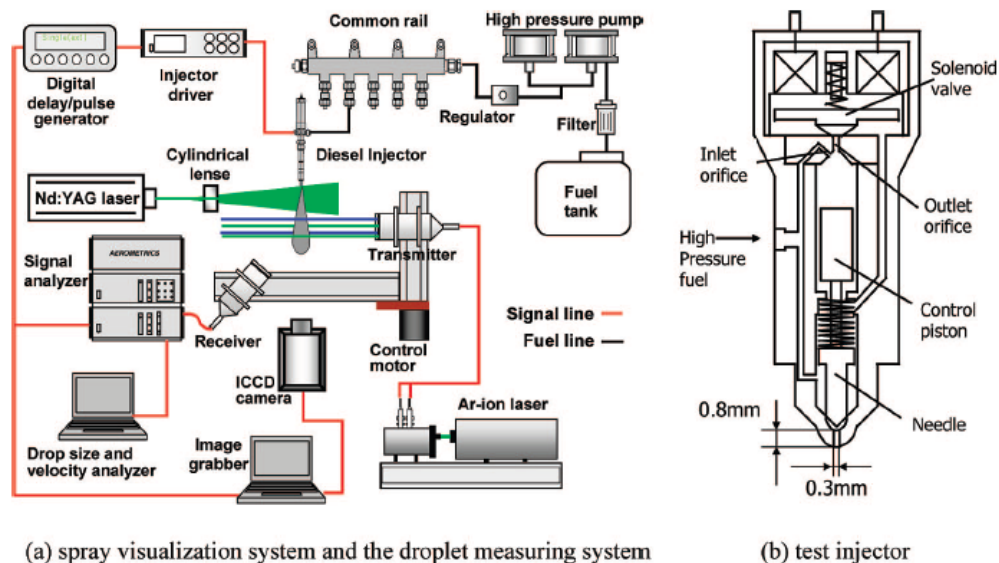 Common rail
High pressure pump
SingleCool1
Digital
delay/pulse
generator
Injector
driver
Regulator
Filter
Diesel Injector
Cylindrical
lense
Nd:YAG laser
Fuel
tank
Transmitter
AEROMETRICS
Signal
analyzer
Receiver
Signal line
Fuel line
Control
motor
ICCD
camera
Ar-ion laser
Drop size and
velocity analyzer
Image
grabber
Solenoid
valve
Inlet
orifice
Outlet
orifice
High
Pressure
fuel
Control
piston
Needle
0.8mm
0.3mm
(a) spray visualization system and the droplet measuring system
(b) test injector